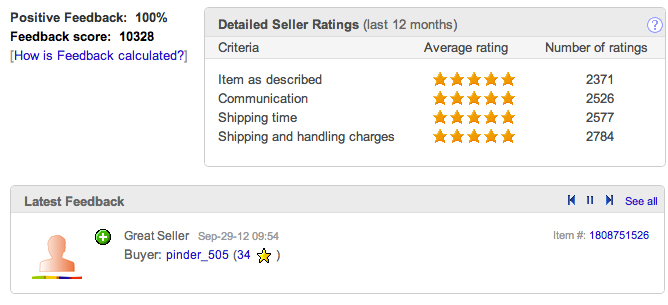 Positive Feedback: 100%
Feedback score: 10328
[How is Feedback calculated?]
Detailed Seller Ratings (last 12 months) ?
Criteria Average rating Number of ratings
Item as described 2371
Communication 2526
Shipping time 2577
Shipping and handling charges 2784
Latest Feedback See all
Great Seller Sep-29-12 09:54 Item #: 1808751526
Buyer: pinder_505 (34 )